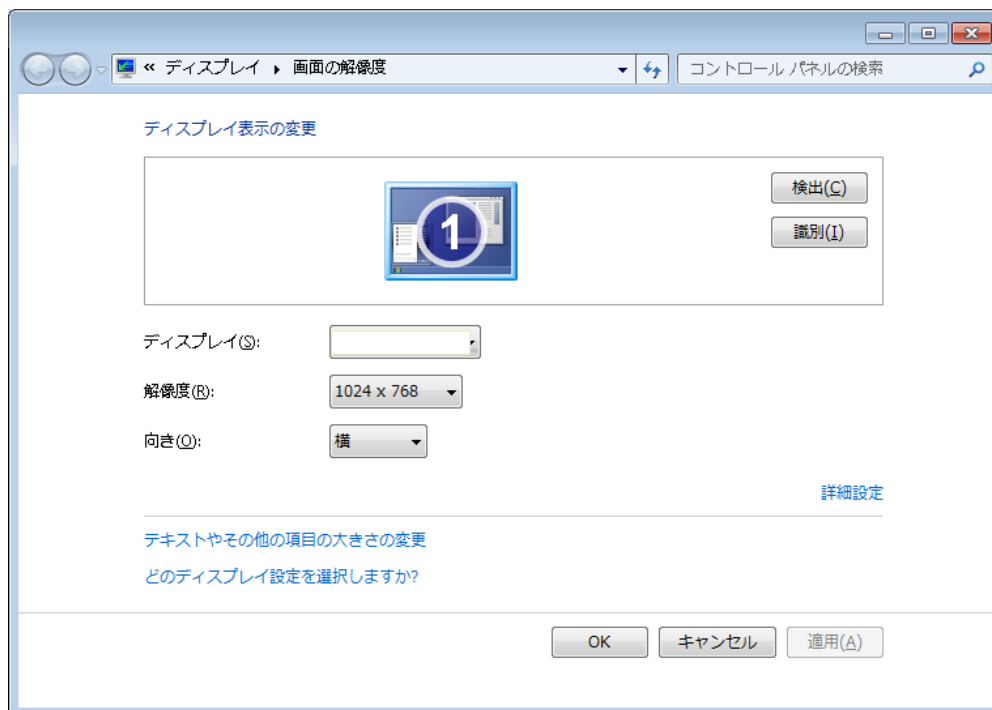 « ディスプレイ ▸ 画面の解像度
コントロール パネルの検索
ディスプレイ表示の変更
1
検出(C)
識別(I)
ディスプレイ(S):
解像度(R): 1024 x 768
向き(O): 横
詳細設定
テキストやその他の項目の大きさの変更
どのディスプレイ設定を選択しますか?
OK キャンセル 適用(A)